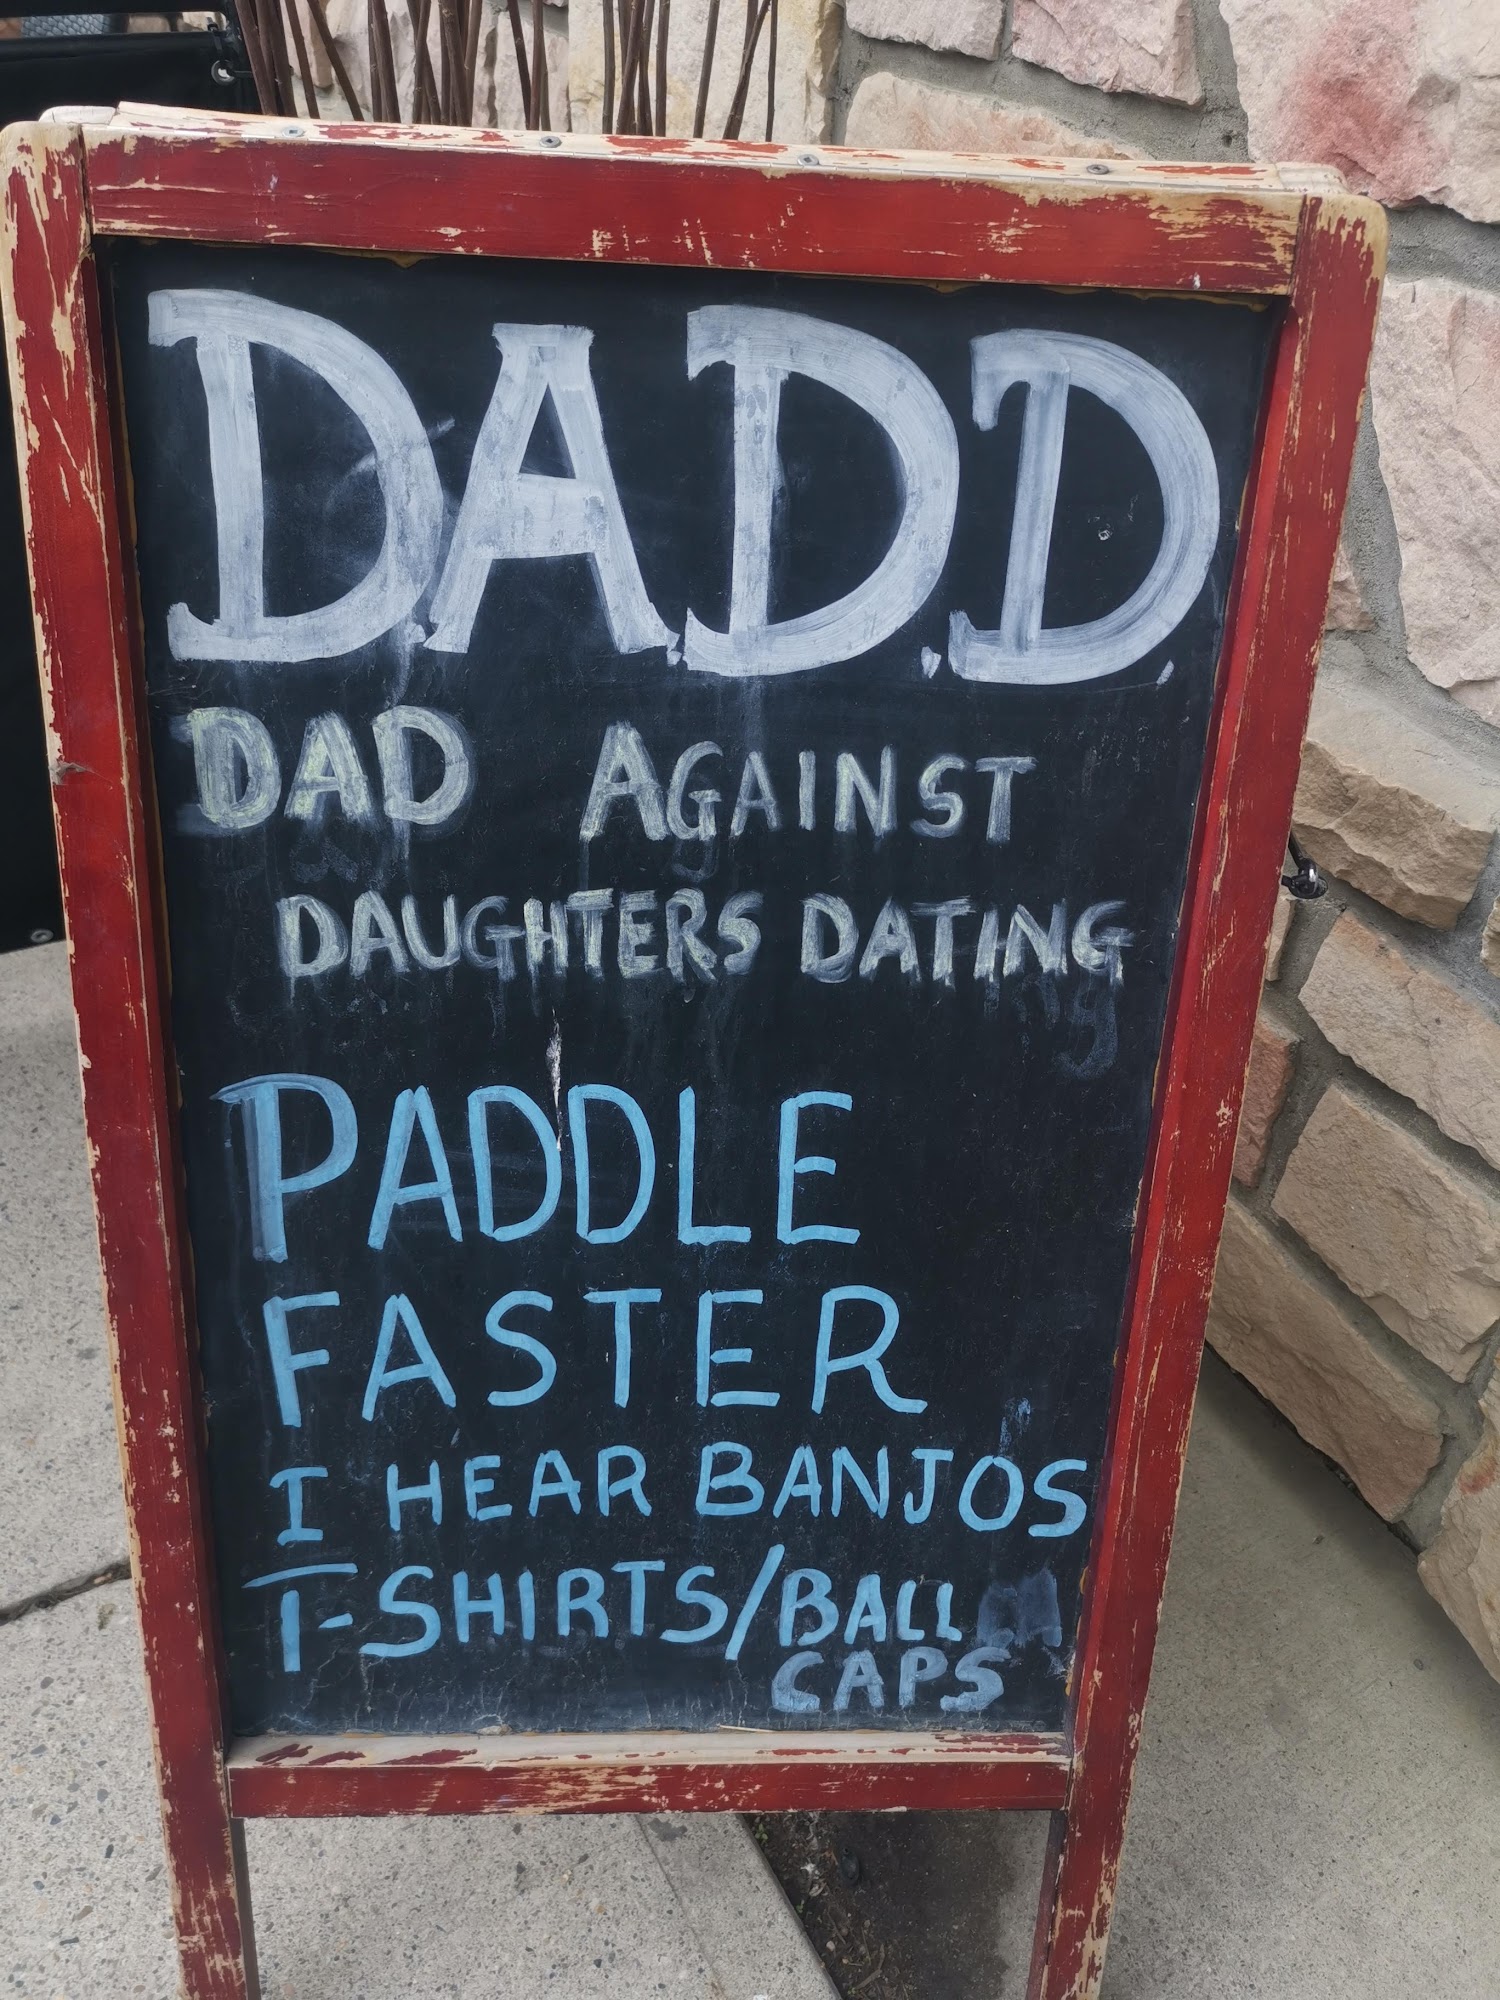 D.A.D.D.
DAD AGAINST
DAUGHTERS DATING
PADDLE
FASTER
I HEAR BANJOS
T-SHIRTS/BALL
CAPS